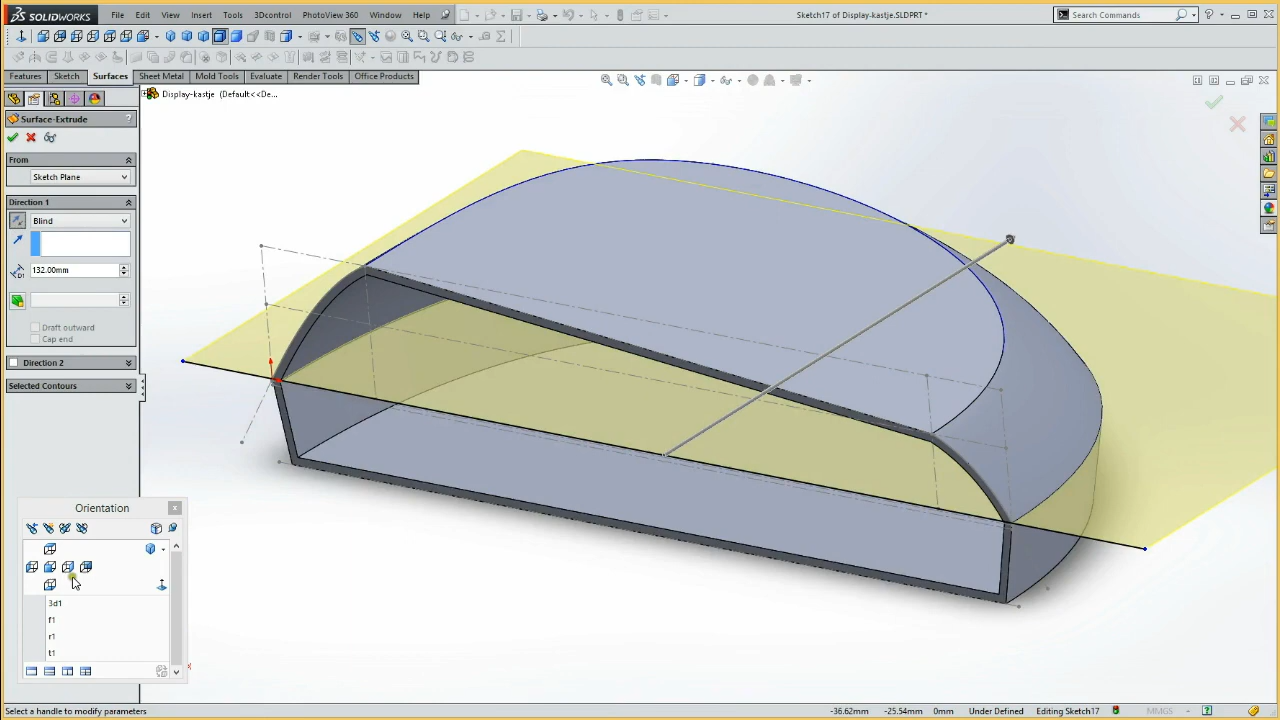 SOLIDWORKS File Edit View Insert Tools 3Dcontrol PhotoView 360 Window Help Sketch17 of Display-kastje.SLDPRT * Search Commands
Features Sketch Surfaces Sheet Metal Mold Tools Evaluate Render Tools Office Products
Display-kastje (Default<<De...
Surface-Extrude ?
From
Sketch Plane
Direction 1
Blind
D1 132.00mm
Draft outward
Cap end
Direction 2
Selected Contours
Orientation x
3d1
f1
r1
t1
Select a handle to modify parameters -36.62mm -25.54mm 0mm Under Defined Editing Sketch17 MMGS